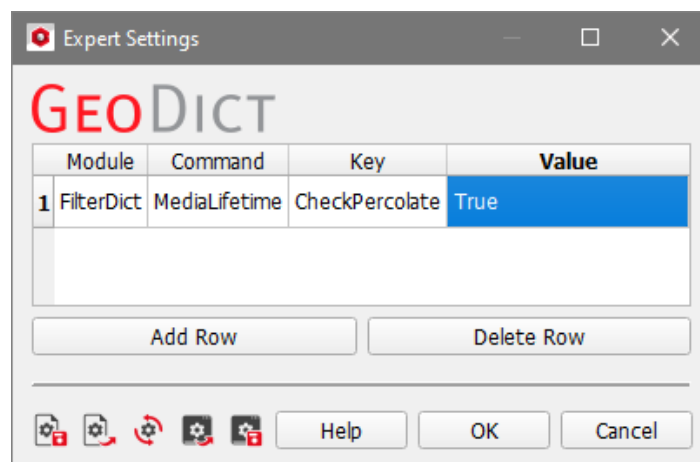 Expert Settings
GEODICT
Module Command Key Value
1 FilterDict MediaLifetime CheckPercolate True
Add Row Delete Row
Help OK Cancel